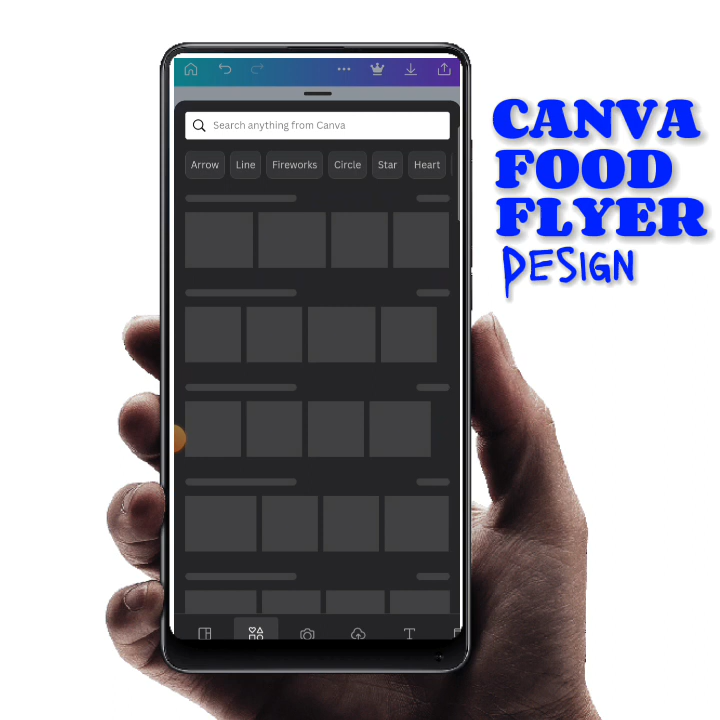 Search anything from Canva
Arrow Line Fireworks Circle Star Heart
CANVA
FOOD
FLYER
DESIGN